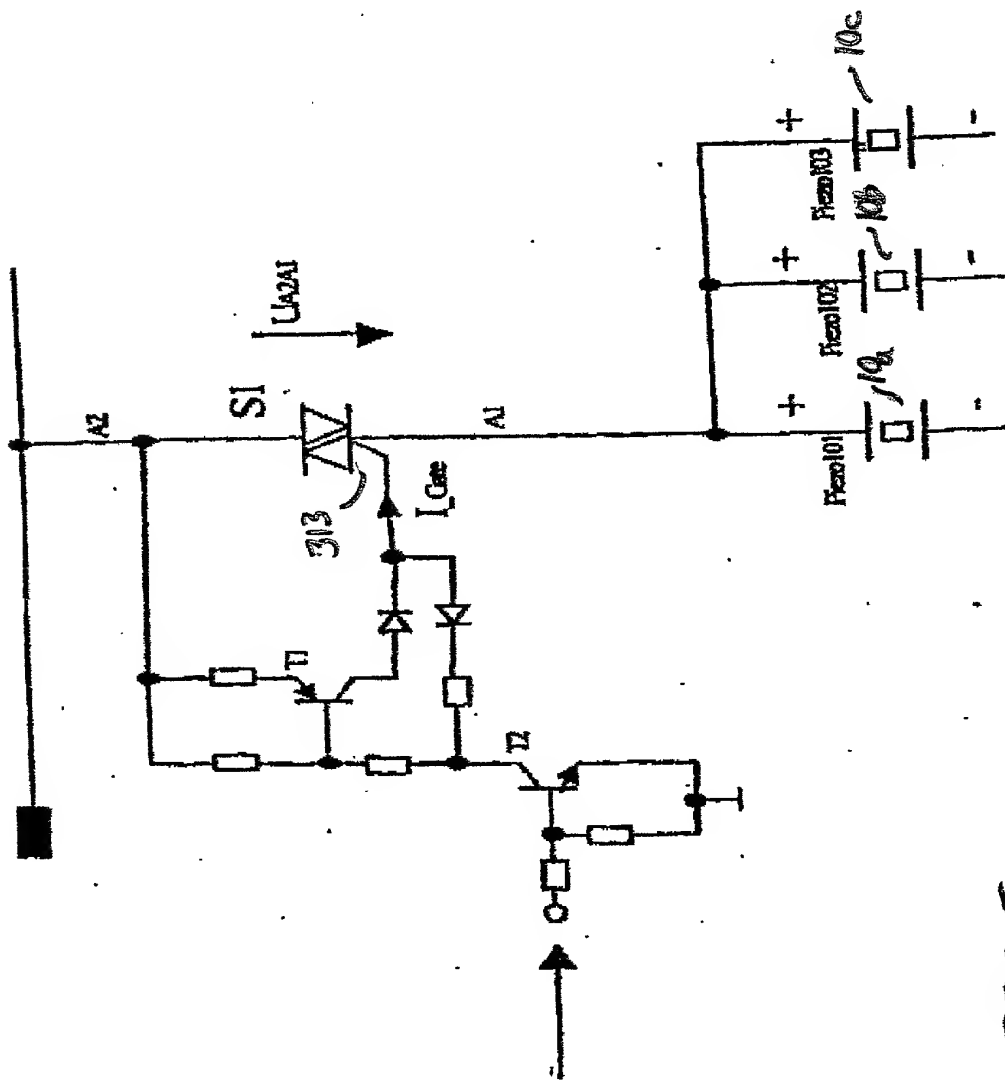 10c
Piezo103
+
-
10b
Piezo102
+
-
10a
Piezo101
+
-
A2
S1
UA2A1
313
I_Gate
A1
T1
T2